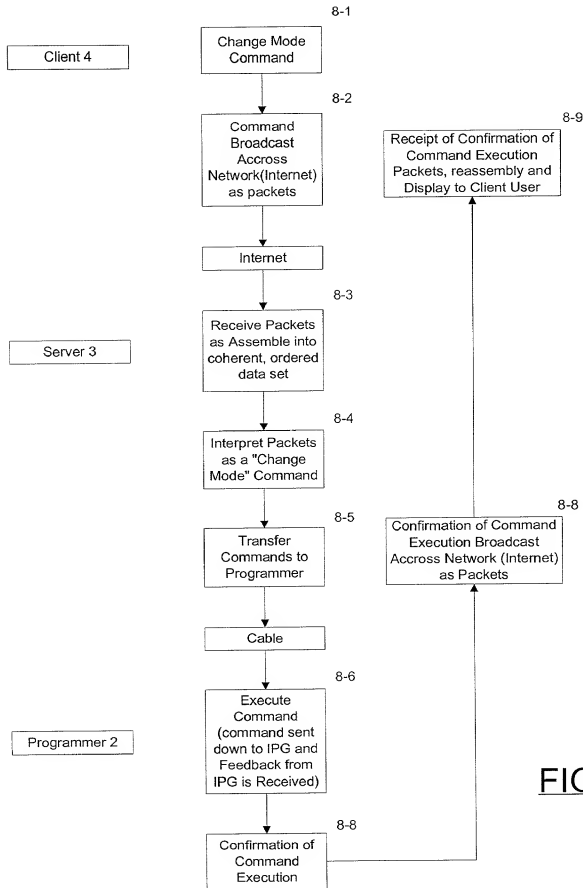 8-1
Client 4
Change Mode
Command
8-2
Command
Broadcast
Accross
Network(Internet)
as packets
8-9
Receipt of Confirmation of
Command Execution
Packets, reassembly and
Display to Client User
Internet
8-3
Server 3
Receive Packets
as Assemble into
coherent, ordered
data set
8-4
Interpret Packets
as a "Change
Mode" Command
8-5
Transfer
Commands to
Programmer
8-8
Confirmation of Command
Execution Broadcast
Accross Network (Internet)
as Packets
Cable
8-6
Programmer 2
Execute
Command
(command sent
down to IPG and
Feedback from
IPG is Received)
FIG
8-8
Confirmation of
Command
Execution